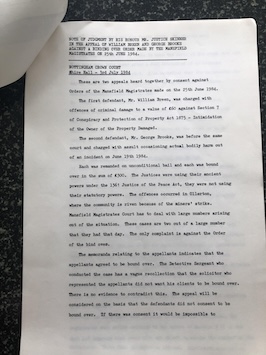 NOTE OF JUDGMENT BY HIS HONOUR MR. JUSTICE SKINNER
IN THE APPEAL OF WILLIAM BREEN AND GEORGE BROOKS
AGAINST A BINDING OVER ORDER MADE BY THE MANSFIELD
MAGISTRATES ON 25th JUNE 1984.
NOTTINGHAM CROWN COURT
Shire Hall - 3rd July 1984
These are two appeals heard together by consent against
Orders of the Mansfield Magistrates made on the 25th June 1984.
The first defendant, Mr. William Breen, was charged with
offences of criminal damage to a value of £60 against Section 7
of Conspiracy and Protection of Property Act 1875 - Intimidation
of the Owner of the Property Damaged.
The second defendant, Mr. George Brooks, was before the same
court and charged with assault occasioning actual bodily harm out
of an incident on June 19th 1984.
Each was remanded on unconditional bail and each was bound
over in the sum of £300. The Justices were using their ancient
powers under the 1361 Justice of the Peace Act, they were not using
their statutory powers. The offences occurred in Ollerton,
where the community is riven because of the miners' strike.
Mansfield Magistrates Court has to deal with large numbers arising
out of the situation. These cases are two out of a large number
that they had that day. The only complaint is against the Order
of the bind over.
The memoranda relating to the appellants indicates that the
appellants agreed to be bound over. The Detective Sergeant who
conducted the case has a vague recollection that the solicitor who
represented the appellants did not want his clients to be bound over.
There is no evidence to contradict this. The appeal will be
considered on the basis that the defendants did not consent to be
bound over. If there was consent it would be impossible to